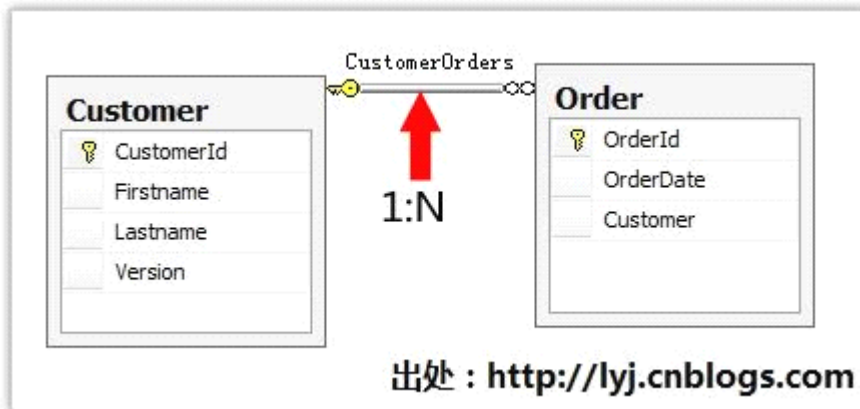 CustomerOrders
Customer
CustomerId
Firstname
Lastname
Version
1:N
Order
OrderId
OrderDate
Customer
出处：http://lyj.cnblogs.com